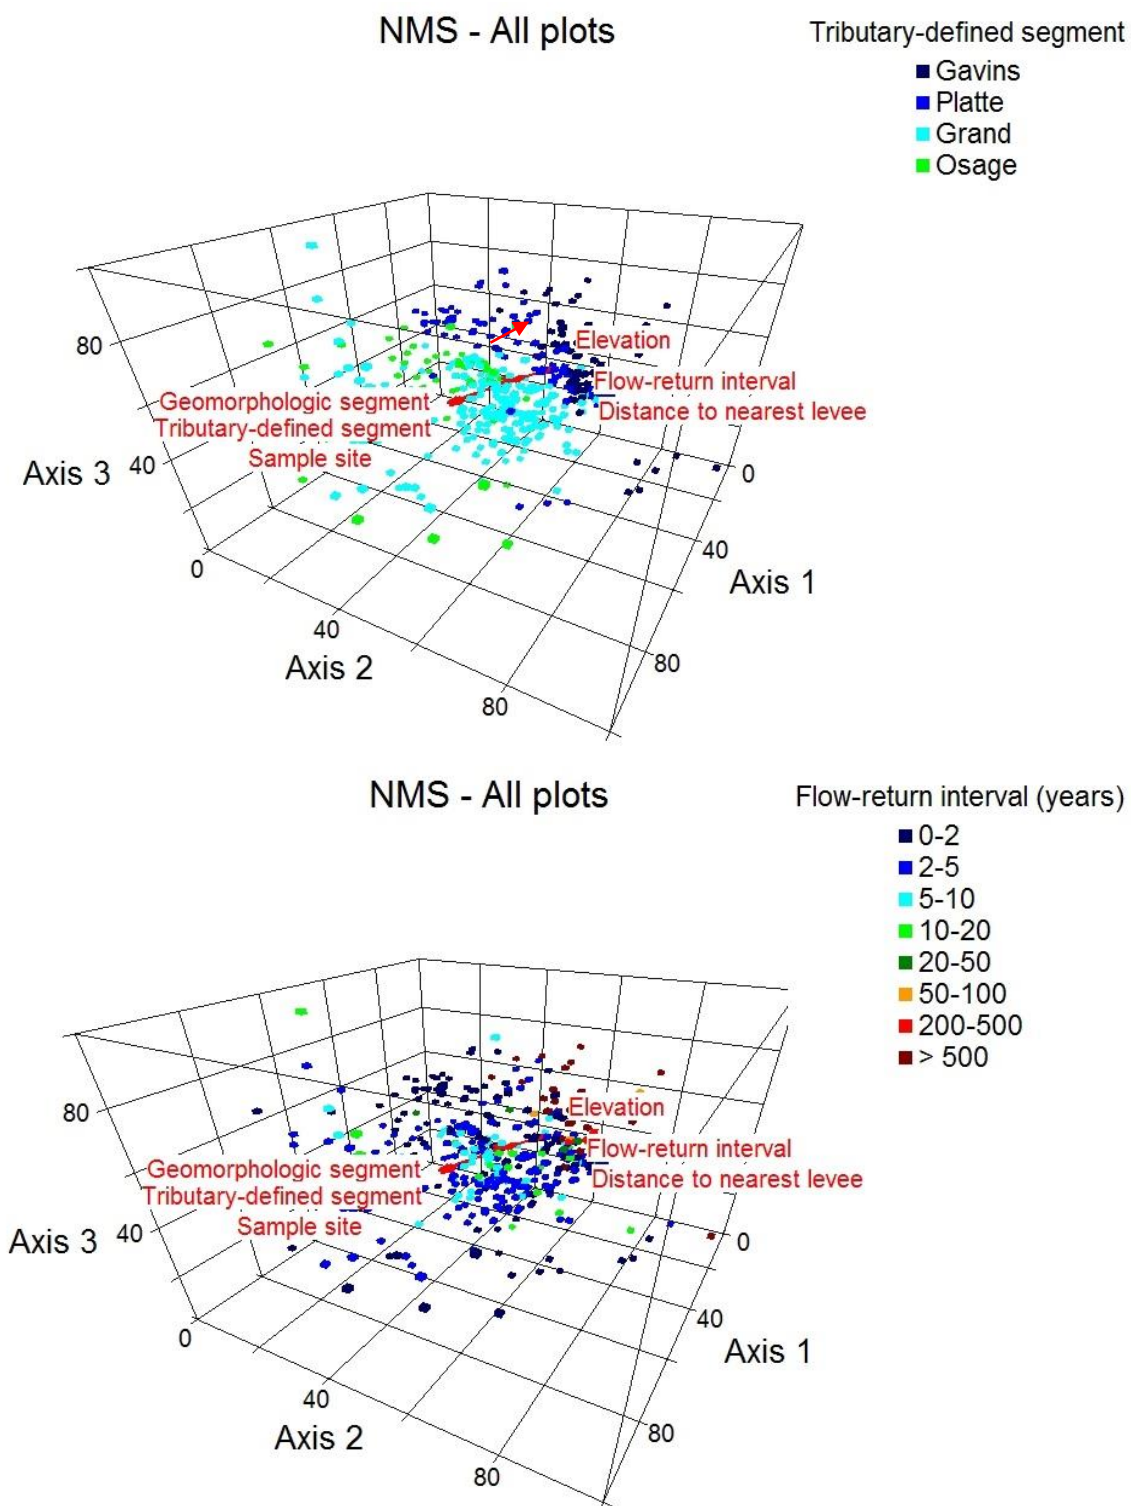 NMS - All plots
Tributary-defined segment
Gavins
Platte
Grand
Osage
80
Elevation
Flow-return interval
Geomorphologic segment
Distance to nearest levee
Tributary-defined segment
Sample site
Axis 3
40
0
0
40
Axis 1
40
Axis 2
80
80
NMS - All plots
Flow-return interval (years)
0-2
2-5
5-10
10-20
20-50
50-100
200-500
> 500
80
Elevation
Flow-return interval
Geomorphologic segment
Distance to nearest levee
Tributary-defined segment
Sample site
Axis 3
40
0
0
40
Axis 1
40
Axis 2
80
80